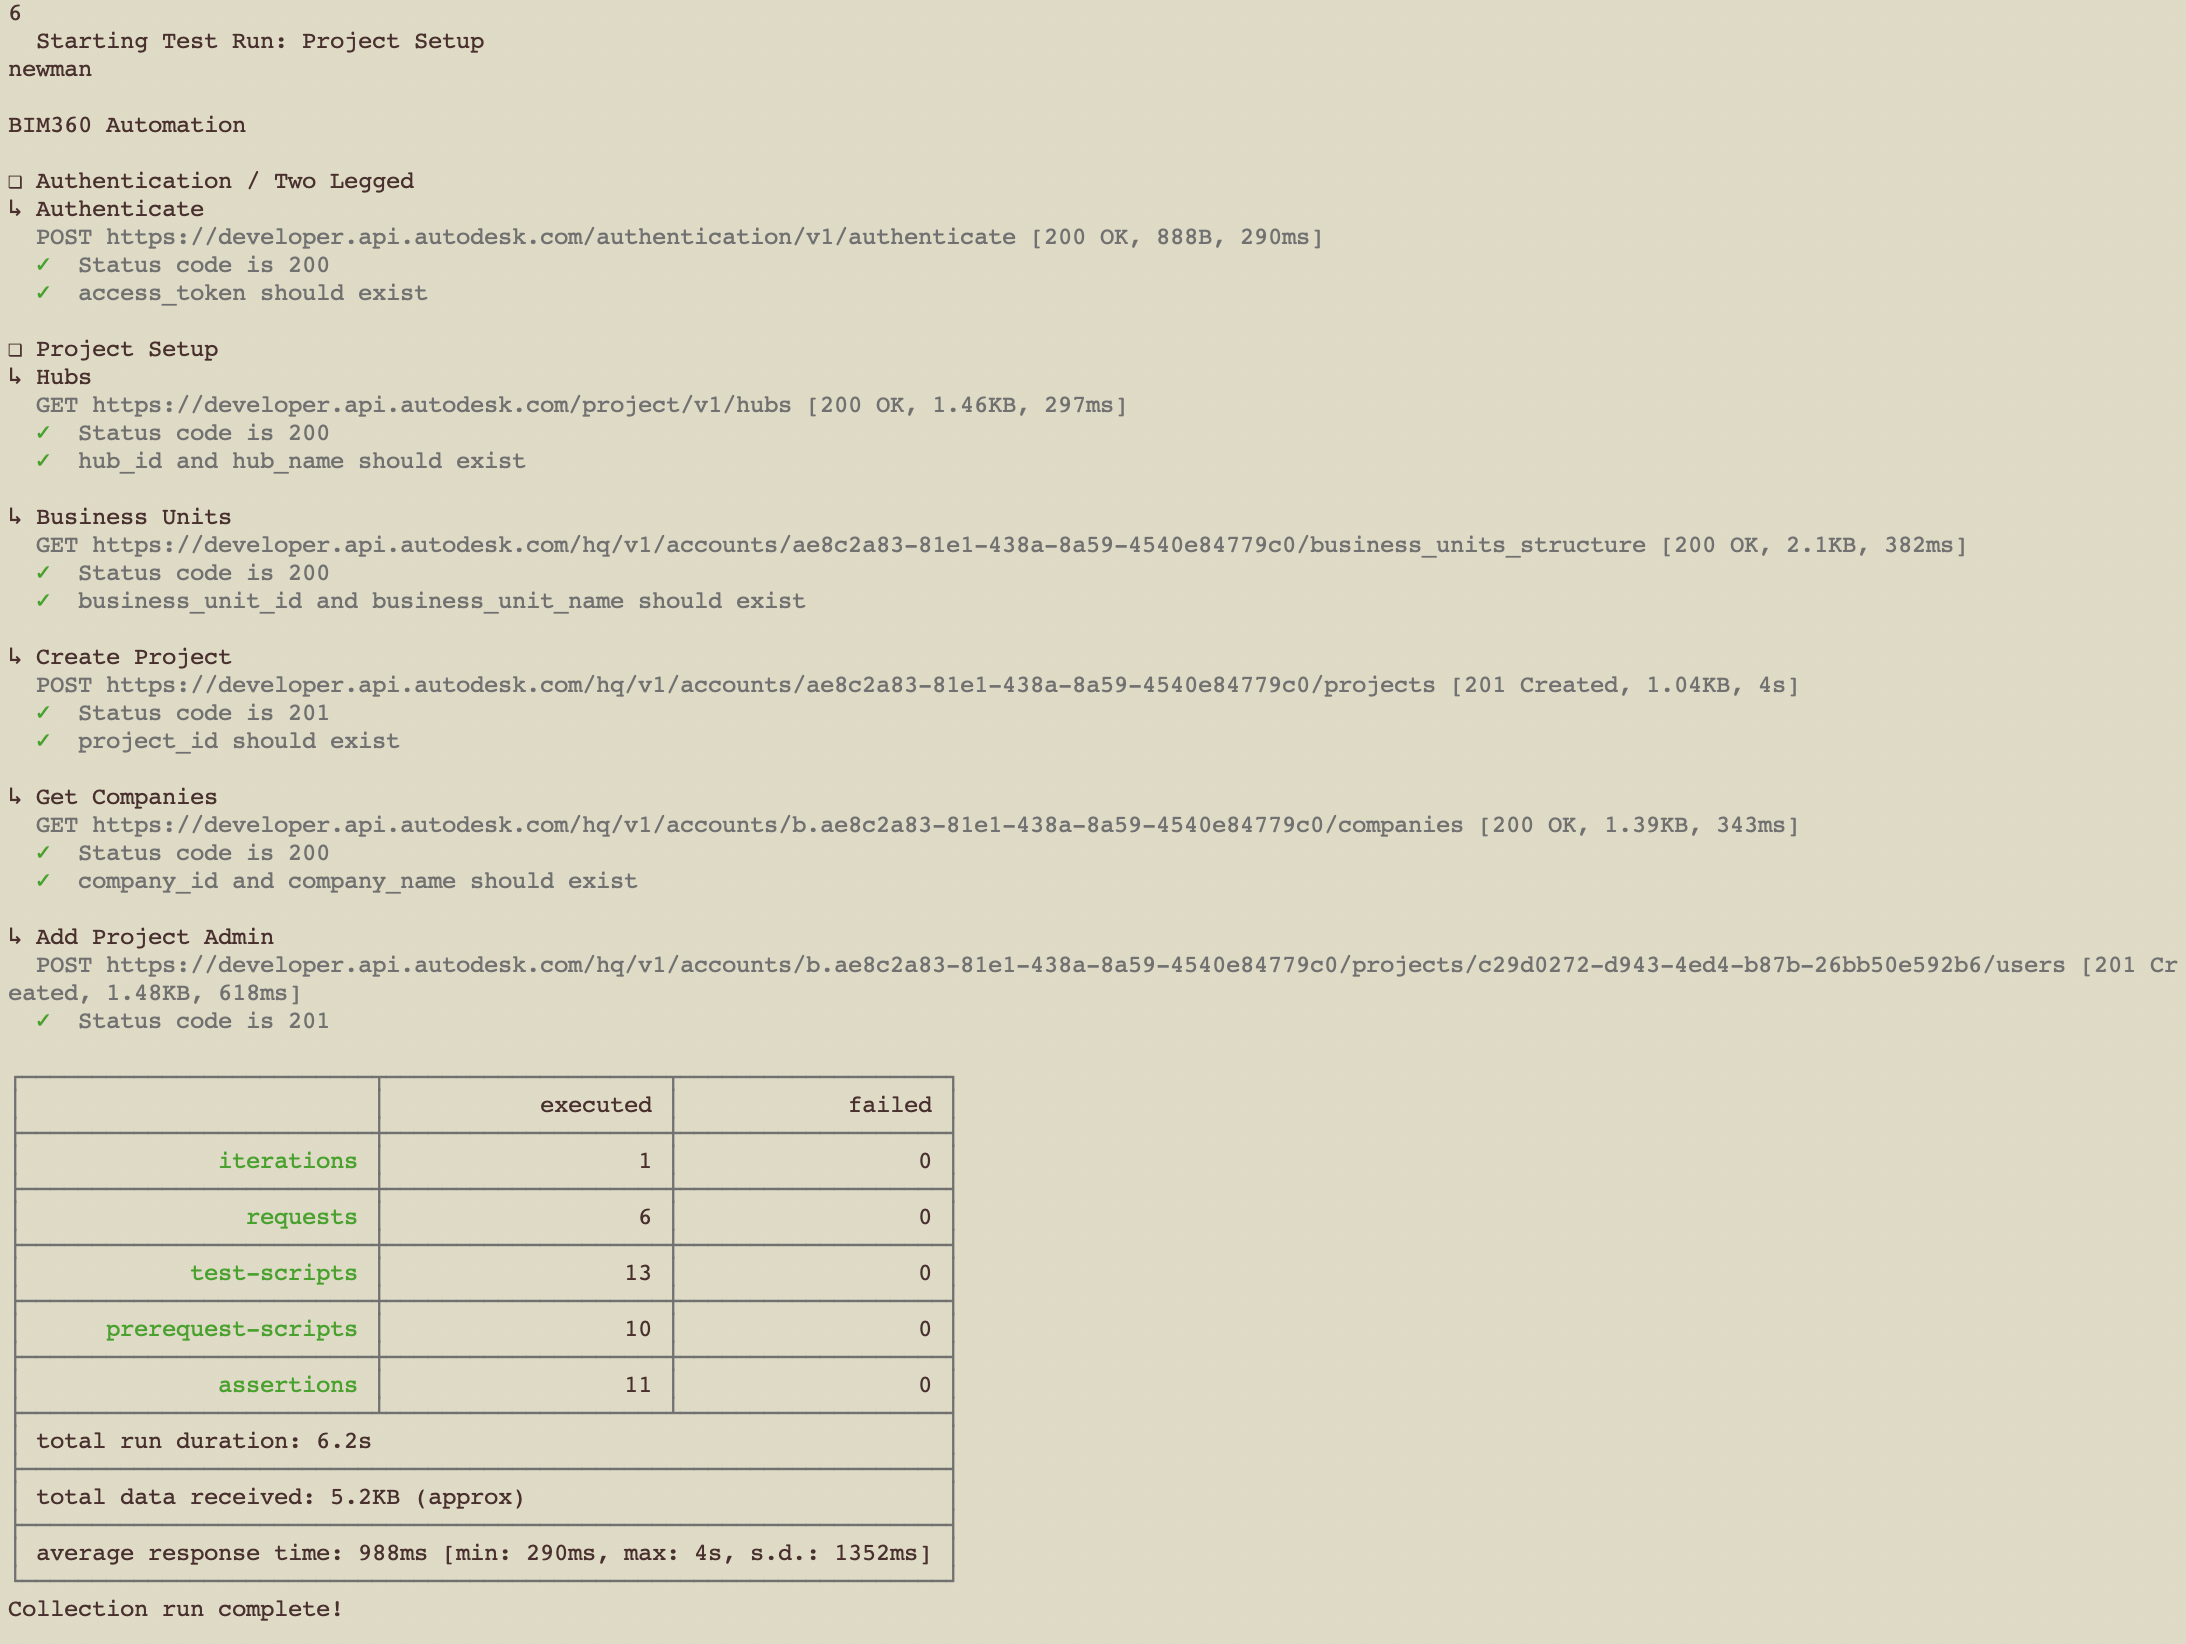 6
  Starting Test Run: Project Setup
newman

BIM360 Automation

❏ Authentication / Two Legged
↳ Authenticate
  POST https://developer.api.autodesk.com/authentication/v1/authenticate [200 OK, 888B, 290ms]
  ✓  Status code is 200
  ✓  access_token should exist

❏ Project Setup
↳ Hubs
  GET https://developer.api.autodesk.com/project/v1/hubs [200 OK, 1.46KB, 297ms]
  ✓  Status code is 200
  ✓  hub_id and hub_name should exist

↳ Business Units
  GET https://developer.api.autodesk.com/hq/v1/accounts/ae8c2a83-81e1-438a-8a59-4540e84779c0/business_units_structure [200 OK, 2.1KB, 382ms]
  ✓  Status code is 200
  ✓  business_unit_id and business_unit_name should exist

↳ Create Project
  POST https://developer.api.autodesk.com/hq/v1/accounts/ae8c2a83-81e1-438a-8a59-4540e84779c0/projects [201 Created, 1.04KB, 4s]
  ✓  Status code is 201
  ✓  project_id should exist

↳ Get Companies
  GET https://developer.api.autodesk.com/hq/v1/accounts/b.ae8c2a83-81e1-438a-8a59-4540e84779c0/companies [200 OK, 1.39KB, 343ms]
  ✓  Status code is 200
  ✓  company_id and company_name should exist

↳ Add Project Admin
  POST https://developer.api.autodesk.com/hq/v1/accounts/b.ae8c2a83-81e1-438a-8a59-4540e84779c0/projects/c29d0272-d943-4ed4-b87b-26bb50e592b6/users [201 Cr
eated, 1.48KB, 618ms]
  ✓  Status code is 201

executed failed
iterations 1 0
requests 6 0
test-scripts 13 0
prerequest-scripts 10 0
assertions 11 0
total run duration: 6.2s
total data received: 5.2KB (approx)
average response time: 988ms [min: 290ms, max: 4s, s.d.: 1352ms]
Collection run complete!